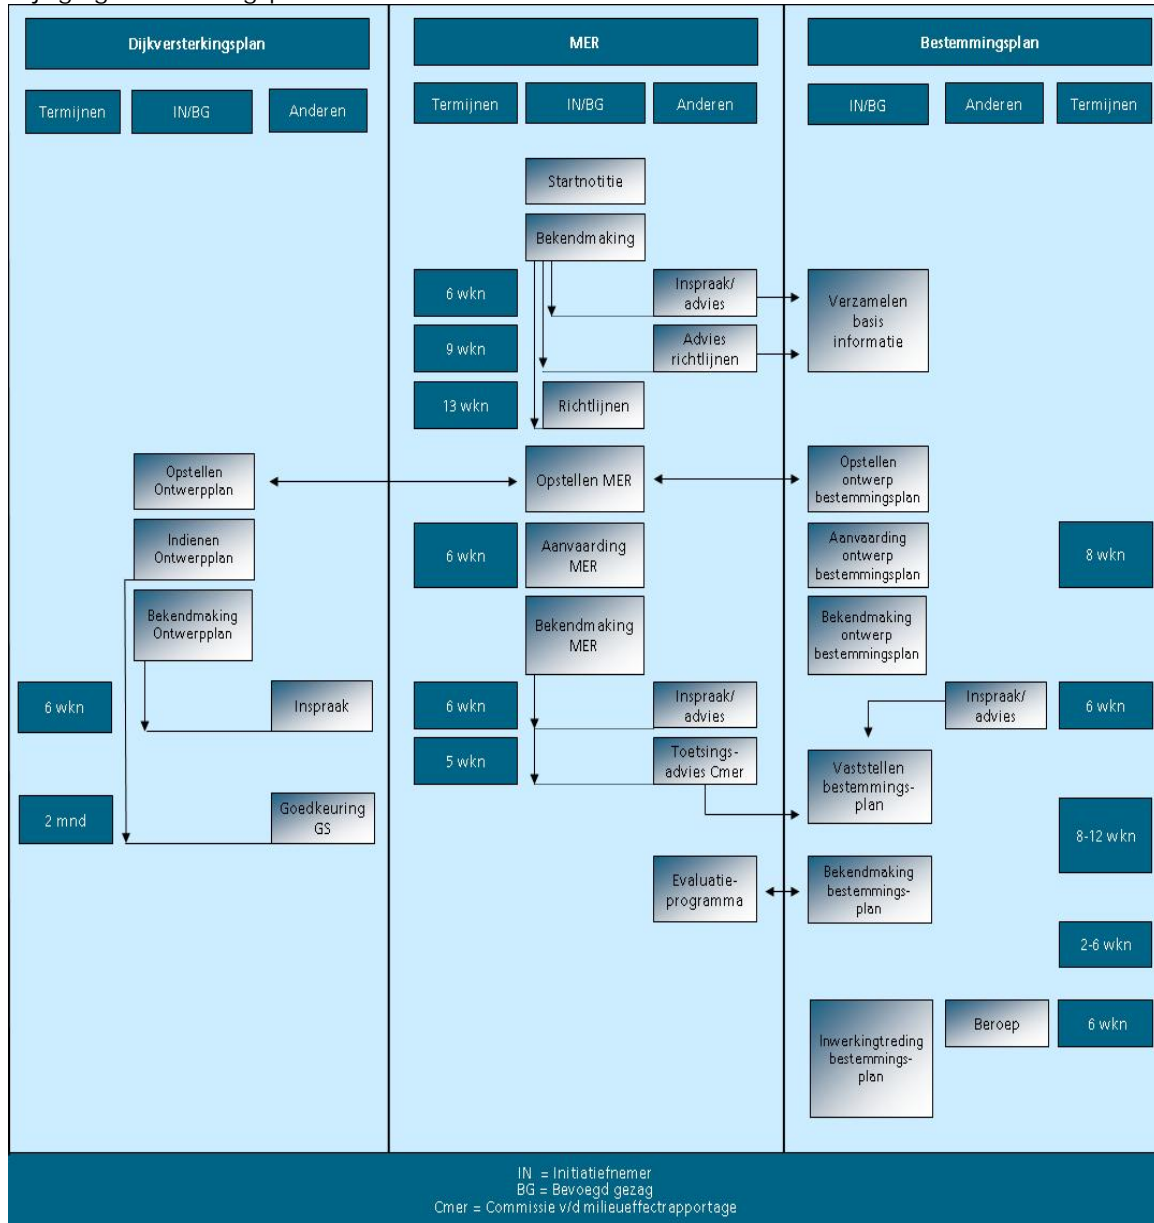 Dijkversterkingsplan
Termijnen
IN/BG
Anderen
Opstellen
Ontwerpplan
Indienen
Ontwerpplan
Bekendmaking
Ontwerpplan
6 wkn
Inspraak
2 mnd
Goedkeuring
GS
MER
Termijnen
IN/BG
Anderen
Startnotitie
Bekendmaking
6 wkn
Inspraak/
advies
9 wkn
Advies
richtlijnen
13 wkn
Richtlijnen
Opstellen MER
6 wkn
Aanvaarding
MER
Bekendmaking
MER
6 wkn
Inspraak/
advies
5 wkn
Toetsings-
advies Cmer
Evaluatie-
programma
Bestemmingsplan
IN/BG
Anderen
Termijnen
Verzamelen
basis
informatie
Opstellen
ontwerp
bestemmingsplan
Aanvaarding
ontwerp
bestemmingsplan
8 wkn
Bekendmaking
ontwerp
bestemmingsplan
Inspraak/
advies
6 wkn
Vaststellen
bestemmings-
plan
8-12 wkn
Bekendmaking
bestemmings-
plan
2-6 wkn
Inwerkingtreding
bestemmings-
plan
Beroep
6 wkn
IN = Initiatiefnemer
BG = Bevoegd gezag
Cmer = Commissie v/d milieueffectrapportage